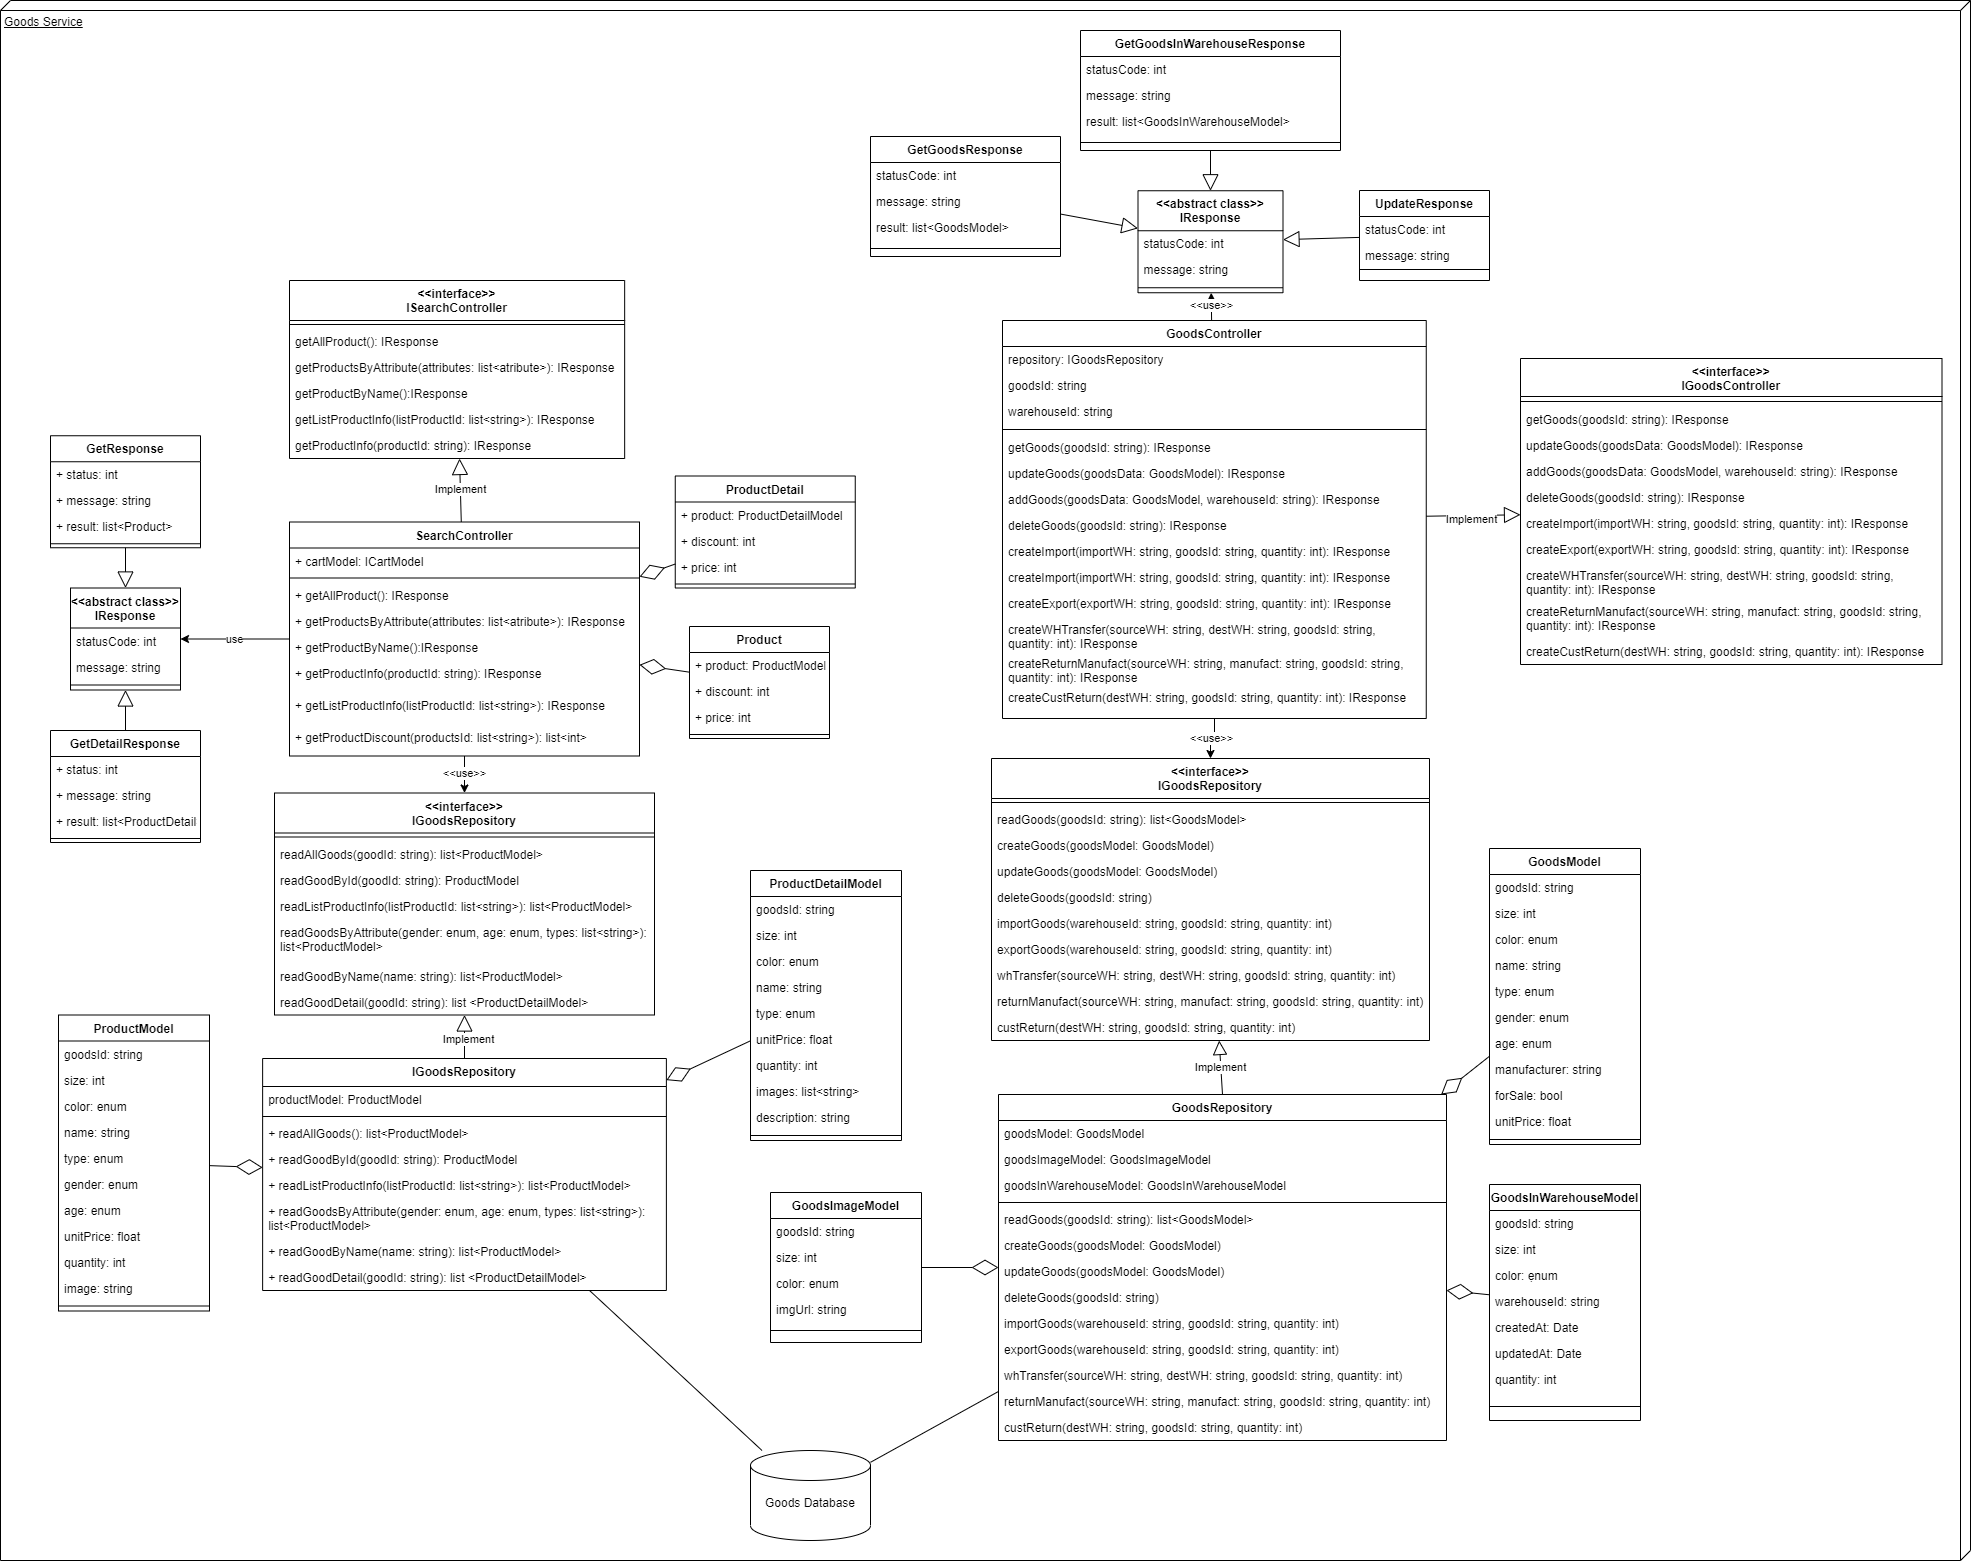 Goods Service
GetGoodsInWarehouseResponse
statusCode: int
message: string
result: list<GoodsInWarehouseModel>
GetGoodsResponse
statusCode: int
message: string
result: list<GoodsModel>
<<abstract class>>
IResponse
statusCode: int
message: string
UpdateResponse
statusCode: int
message: string
<<use>>
<<interface>>
ISearchController
getAllProduct(): IResponse
getProductsByAttribute(attributes: list<atribute>): IResponse
getProductByName():IResponse
getListProductInfo(listProductId: list<string>): IResponse
getProductInfo(productId: string): IResponse
Implement
GoodsController
repository: IGoodsRepository
goodsId: string
warehouseId: string
getGoods(goodsId: string): IResponse
updateGoods(goodsData: GoodsModel): IResponse
addGoods(goodsData: GoodsModel, warehouseId: string): IResponse
deleteGoods(goodsId: string): IResponse
createImport(importWH: string, goodsId: string, quantity: int): IResponse
createImport(importWH: string, goodsId: string, quantity: int): IResponse
createExport(exportWH: string, goodsId: string, quantity: int): IResponse
createWHTransfer(sourceWH: string, destWH: string, goodsId: string,
quantity: int): IResponse
createReturnManufact(sourceWH: string, manufact: string, goodsId: string,
quantity: int): IResponse
createCustReturn(destWH: string, goodsId: string, quantity: int): IResponse
Implement
<<interface>>
IGoodsController
getGoods(goodsId: string): IResponse
updateGoods(goodsData: GoodsModel): IResponse
addGoods(goodsData: GoodsModel, warehouseId: string): IResponse
deleteGoods(goodsId: string): IResponse
createImport(importWH: string, goodsId: string, quantity: int): IResponse
createExport(exportWH: string, goodsId: string, quantity: int): IResponse
createWHTransfer(sourceWH: string, destWH: string, goodsId: string,
quantity: int): IResponse
createReturnManufact(sourceWH: string, manufact: string, goodsId: string,
quantity: int): IResponse
createCustReturn(destWH: string, goodsId: string, quantity: int): IResponse
GetResponse
+ status: int
+ message: string
+ result: list<Product>
<<abstract class>>
IResponse
statusCode: int
message: string
use
GetDetailResponse
+ status: int
+ message: string
+ result: list<ProductDetail
SearchController
+ cartModel: ICartModel
+ getAllProduct(): IResponse
+ getProductsByAttribute(attributes: list<atribute>): IResponse
+ getProductByName():IResponse
+ getProductInfo(productId: string): IResponse
+ getListProductInfo(listProductId: list<string>): IResponse
+ getProductDiscount(productsId: list<string>): list<int>
ProductDetail
+ product: ProductDetailModel
+ discount: int
+ price: int
Product
+ product: ProductModel
+ discount: int
+ price: int
<<use>>
<<interface>>
IGoodsRepository
readAllGoods(goodId: string): list<ProductModel>
readGoodById(goodId: string): ProductModel
readListProductInfo(listProductId: list<string>): list<ProductModel>
readGoodsByAttribute(gender: enum, age: enum, types: list<string>):
list<ProductModel>
readGoodByName(name: string): list<ProductModel>
readGoodDetail(goodId: string): list <ProductDetailModel>
Implement
<<use>>
<<interface>>
IGoodsRepository
readGoods(goodsId: string): list<GoodsModel>
createGoods(goodsModel: GoodsModel)
updateGoods(goodsModel: GoodsModel)
deleteGoods(goodsId: string)
importGoods(warehouseId: string, goodsId: string, quantity: int)
exportGoods(warehouseId: string, goodsId: string, quantity: int)
whTransfer(sourceWH: string, destWH: string, goodsId: string, quantity: int)
returnManufact(sourceWH: string, manufact: string, goodsId: string, quantity: int)
custReturn(destWH: string, goodsId: string, quantity: int)
Implement
ProductDetailModel
goodsId: string
size: int
color: enum
name: string
type: enum
unitPrice: float
quantity: int
images: list<string>
description: string
GoodsModel
goodsId: string
size: int
color: enum
name: string
type: enum
gender: enum
age: enum
manufacturer: string
forSale: bool
unitPrice: float
ProductModel
goodsId: string
size: int
color: enum
name: string
type: enum
gender: enum
age: enum
unitPrice: float
quantity: int
image: string
IGoodsRepository
productModel: ProductModel
+ readAllGoods(): list<ProductModel>
+ readGoodById(goodId: string): ProductModel
+ readListProductInfo(listProductId: list<string>): list<ProductModel>
+ readGoodsByAttribute(gender: enum, age: enum, types: list<string>):
list<ProductModel>
+ readGoodByName(name: string): list<ProductModel>
+ readGoodDetail(goodId: string): list <ProductDetailModel>
GoodsImageModel
goodsId: string
size: int
color: enum
imgUrl: string
GoodsRepository
goodsModel: GoodsModel
goodsImageModel: GoodsImageModel
goodsInWarehouseModel: GoodsInWarehouseModel
readGoods(goodsId: string): list<GoodsModel>
createGoods(goodsModel: GoodsModel)
updateGoods(goodsModel: GoodsModel)
deleteGoods(goodsId: string)
importGoods(warehouseId: string, goodsId: string, quantity: int)
exportGoods(warehouseId: string, goodsId: string, quantity: int)
whTransfer(sourceWH: string, destWH: string, goodsId: string, quantity: int)
returnManufact(sourceWH: string, manufact: string, goodsId: string, quantity: int)
custReturn(destWH: string, goodsId: string, quantity: int)
GoodsInWarehouseModel
goodsId: string
size: int
color: enum
warehouseId: string
createdAt: Date
updatedAt: Date
quantity: int
Goods Database